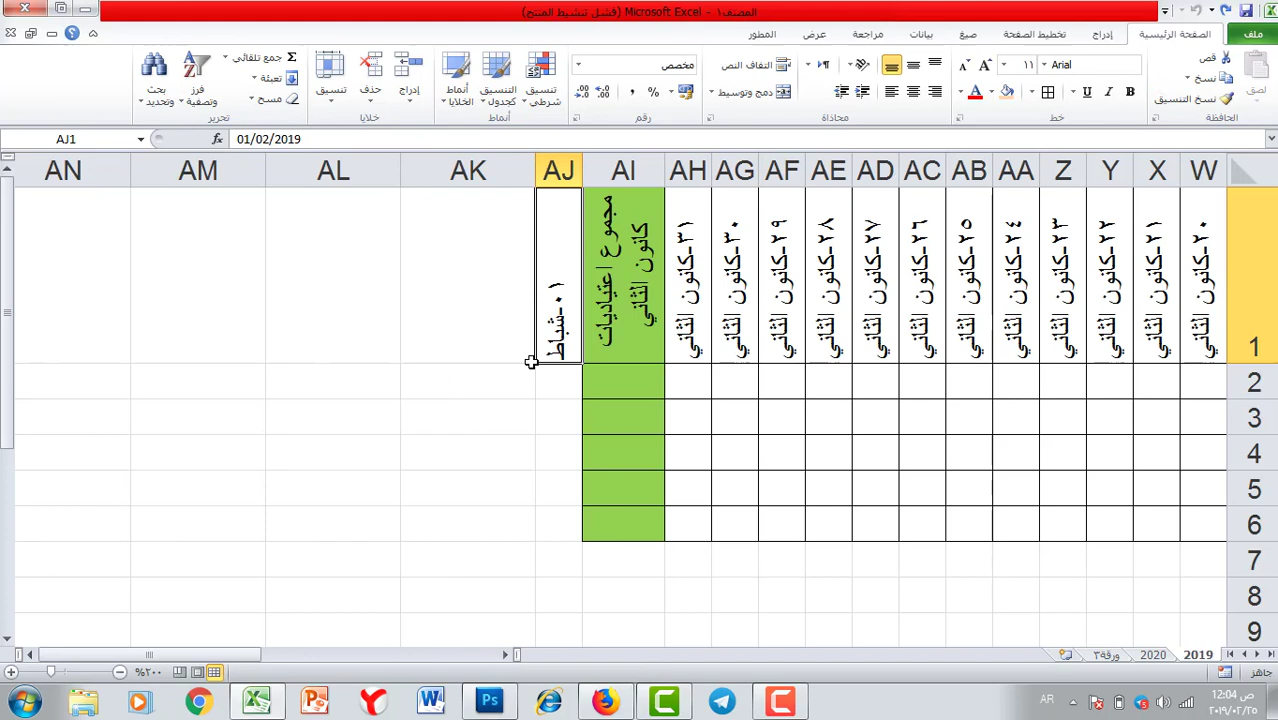 المصنف١ - Microsoft Excel (فشل تنشيط المنتج)
ملف
الصفحة الرئيسية
إدراج
تخطيط الصفحة
صيغ
بيانات
مراجعة
عرض
المطور
لصق
قص
نسخ
نسخ التنسيق
الحافظة
Arial
١١
خط
التفاف النص
دمج وتوسيط
محاذاة
مخصص
رقم
تنسيق شرطي
التنسيق كجدول
أنماط الخلايا
أنماط
إدراج
حذف
تنسيق
خلايا
جمع تلقائي
تعبئة
مسح
فرز وتصفية
بحث وتحديد
تحرير
AJ1
fx
01/02/2019
W X Y Z AA AB AC AD AE AF AG AH AI AJ AK AL AM AN
1
٢٠-كانون الثاني
٢١-كانون الثاني
٢٢-كانون الثاني
٢٣-كانون الثاني
٢٤-كانون الثاني
٢٥-كانون الثاني
٢٦-كانون الثاني
٢٧-كانون الثاني
٢٨-كانون الثاني
٢٩-كانون الثاني
٣٠-كانون الثاني
٣١-كانون الثاني
مجموع اعتياديات
كانون الثاني
٠١-شباط
2
3
4
5
6
7
8
9
2019
2020
ورقة٣
جاهز
٢٠٠%
AR
12:04 ص
٢٠١٩/٠٢/٢٥